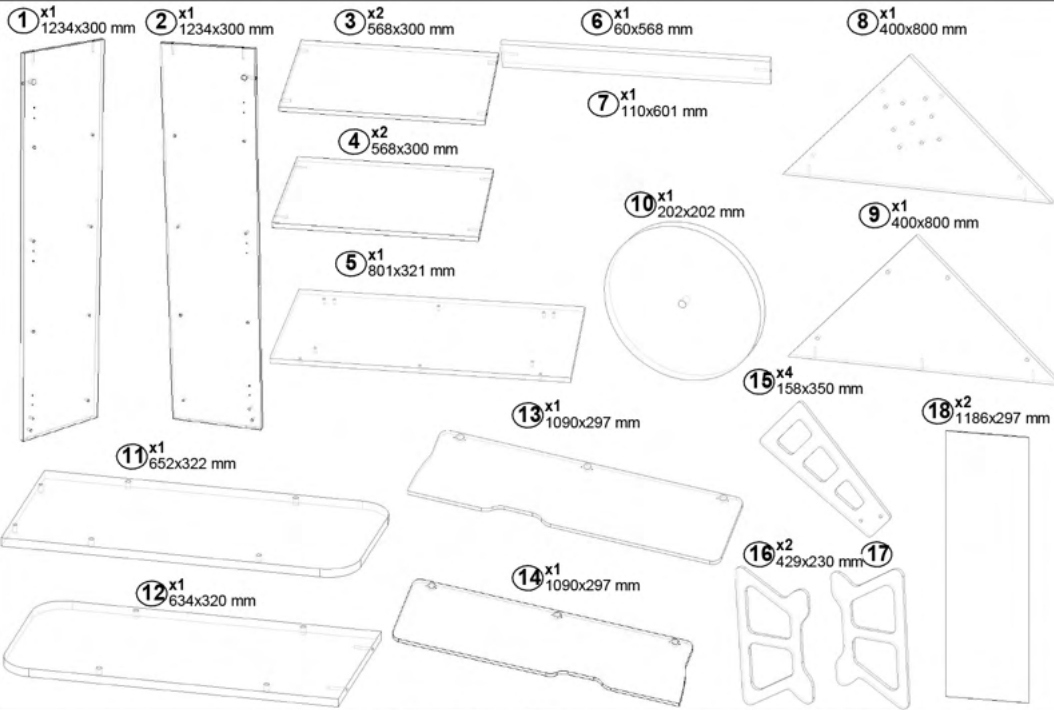 1 x1
1234x300 mm
2 x1
1234x300 mm
3 x2
568x300 mm
6 x1
60x568 mm
8 x1
400x800 mm
7 x1
110x601 mm
4 x2
568x300 mm
10 x1
202x202 mm
9 x1
400x800 mm
5 x1
801x321 mm
15 x4
158x350 mm
13 x1
1090x297 mm
18 x2
1186x297 mm
11 x1
652x322 mm
16 x2
429x230 mm
17
14 x1
1090x297 mm
12 x1
634x320 mm